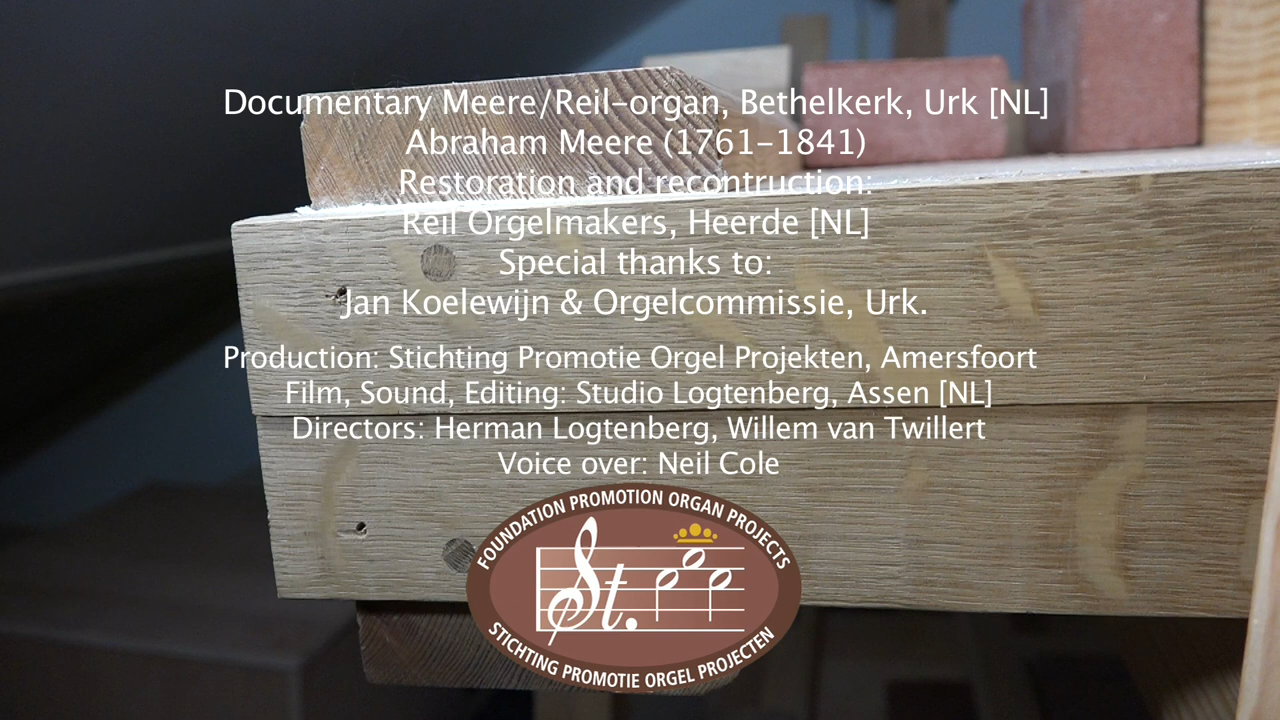 Documentary Meere/Reil-organ, Bethelkerk, Urk [NL]
Abraham Meere (1761-1841)
Restoration and recontruction:
Reil Orgelmakers, Heerde [NL]
Special thanks to:
Jan Koelewijn & Orgelcommissie, Urk.
Production: Stichting Promotie Orgel Projekten, Amersfoort
Film, Sound, Editing: Studio Logtenberg, Assen [NL]
Directors: Herman Logtenberg, Willem van Twillert
Voice over: Neil Cole
FOUNDATION PROMOTION ORGAN PROJECTS
St.
STICHTING PROMOTIE ORGEL PROJECTEN